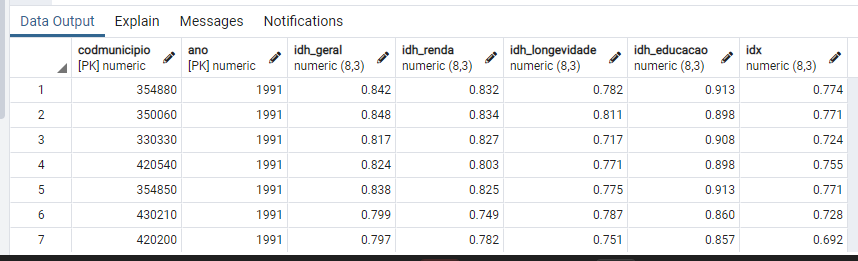 Data Output Explain Messages Notifications
codmunicipio ano idh_geral idh_renda idh_longevidade idh_educacao idx
[PK] numeric [PK] numeric numeric (8,3) numeric (8,3) numeric (8,3) numeric (8,3) numeric (8,3)
1 354880 1991 0.842 0.832 0.782 0.913 0.774
2 350060 1991 0.848 0.834 0.811 0.898 0.771
3 330330 1991 0.817 0.827 0.717 0.908 0.724
4 420540 1991 0.824 0.803 0.771 0.898 0.755
5 354850 1991 0.838 0.825 0.775 0.913 0.771
6 430210 1991 0.799 0.749 0.787 0.860 0.728
7 420200 1991 0.797 0.782 0.751 0.857 0.692